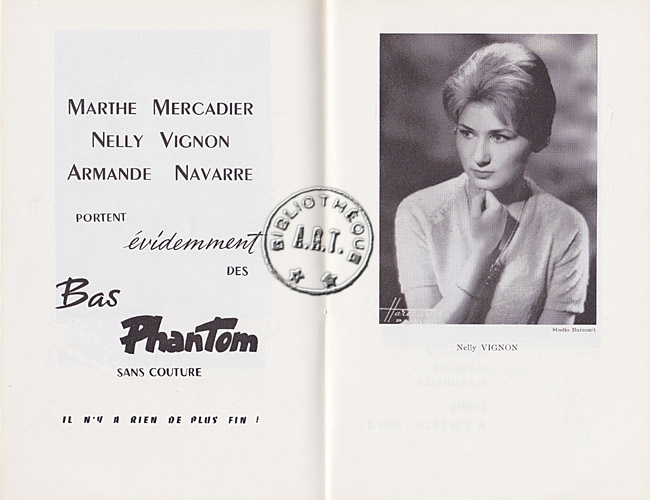 MARTHE MERCADIER
NELLY VIGNON
ARMANDE NAVARRE
PORTENT
évidemment
DES
Bas
PhanTom
SANS COUTURE
IL N'Y A RIEN DE PLUS FIN !
BIBLIOTHÈQUE
A.R.T.
Studio Harcourt
Nelly VIGNON